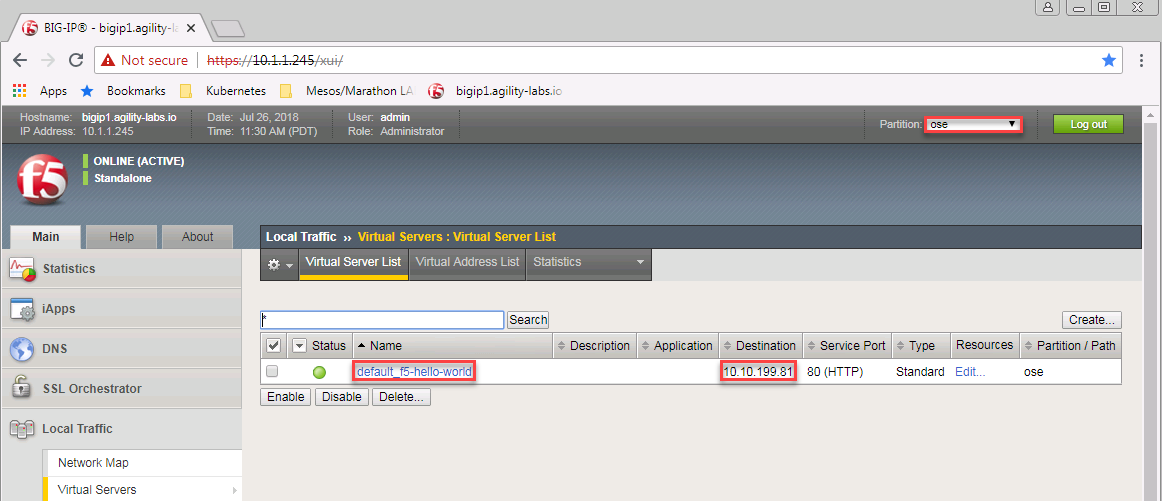 BIG-IP® - bigip1.agility-la
Not secure https://10.1.1.245/xui/
Apps Bookmarks Kubernetes Mesos/Marathon LA bigip1.agility-labs.io
Hostname: bigip1.agility-labs.io Date: Jul 26, 2018 User: admin
IP Address: 10.1.1.245 Time: 11:30 AM (PDT) Role: Administrator
Partition: ose Log out
ONLINE (ACTIVE)
Standalone
f5
Main Help About
Local Traffic ›› Virtual Servers : Virtual Server List
Virtual Server List Virtual Address List Statistics
Statistics
iApps
DNS
SSL Orchestrator
Local Traffic
Network Map
Virtual Servers
* Search Create...
Status Name Description Application Destination Service Port Type Resources Partition / Path
default_f5-hello-world 10.10.199.81 80 (HTTP) Standard Edit... ose
Enable Disable Delete...